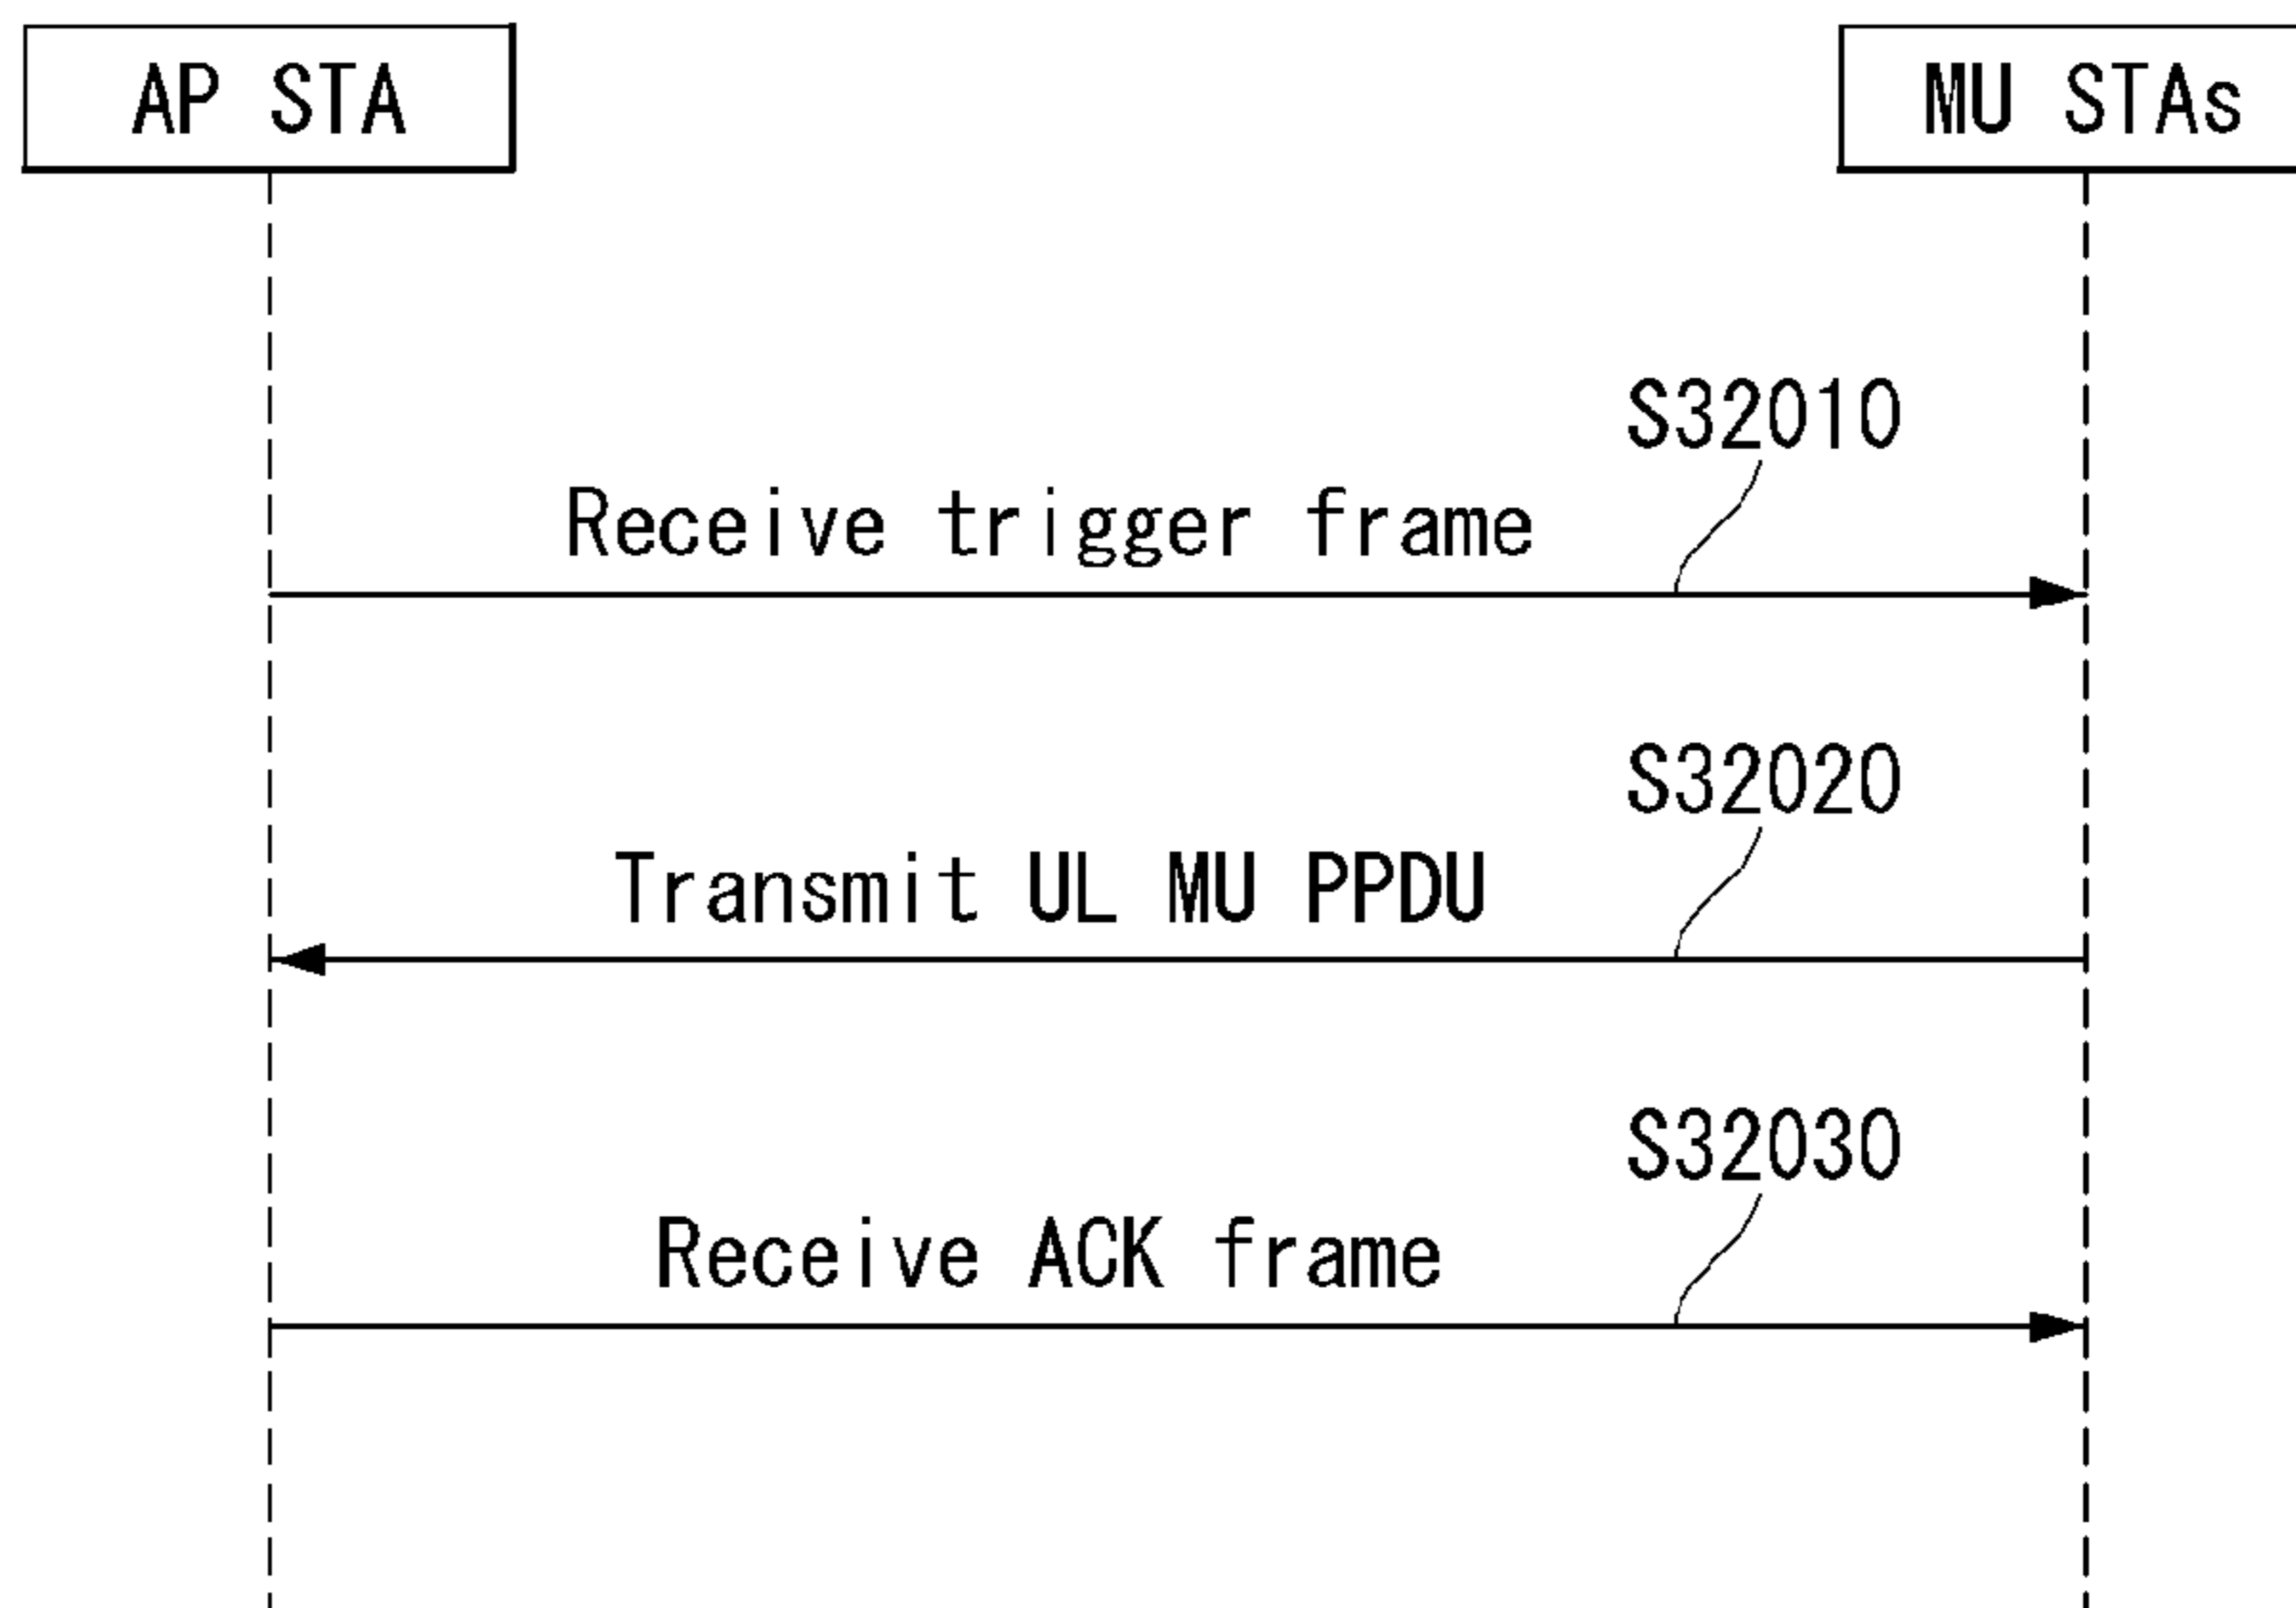 AP STA
MU STAs
S32010
Receive trigger frame
S32020
Transmit UL MU PPDU
S32030
Receive ACK frame